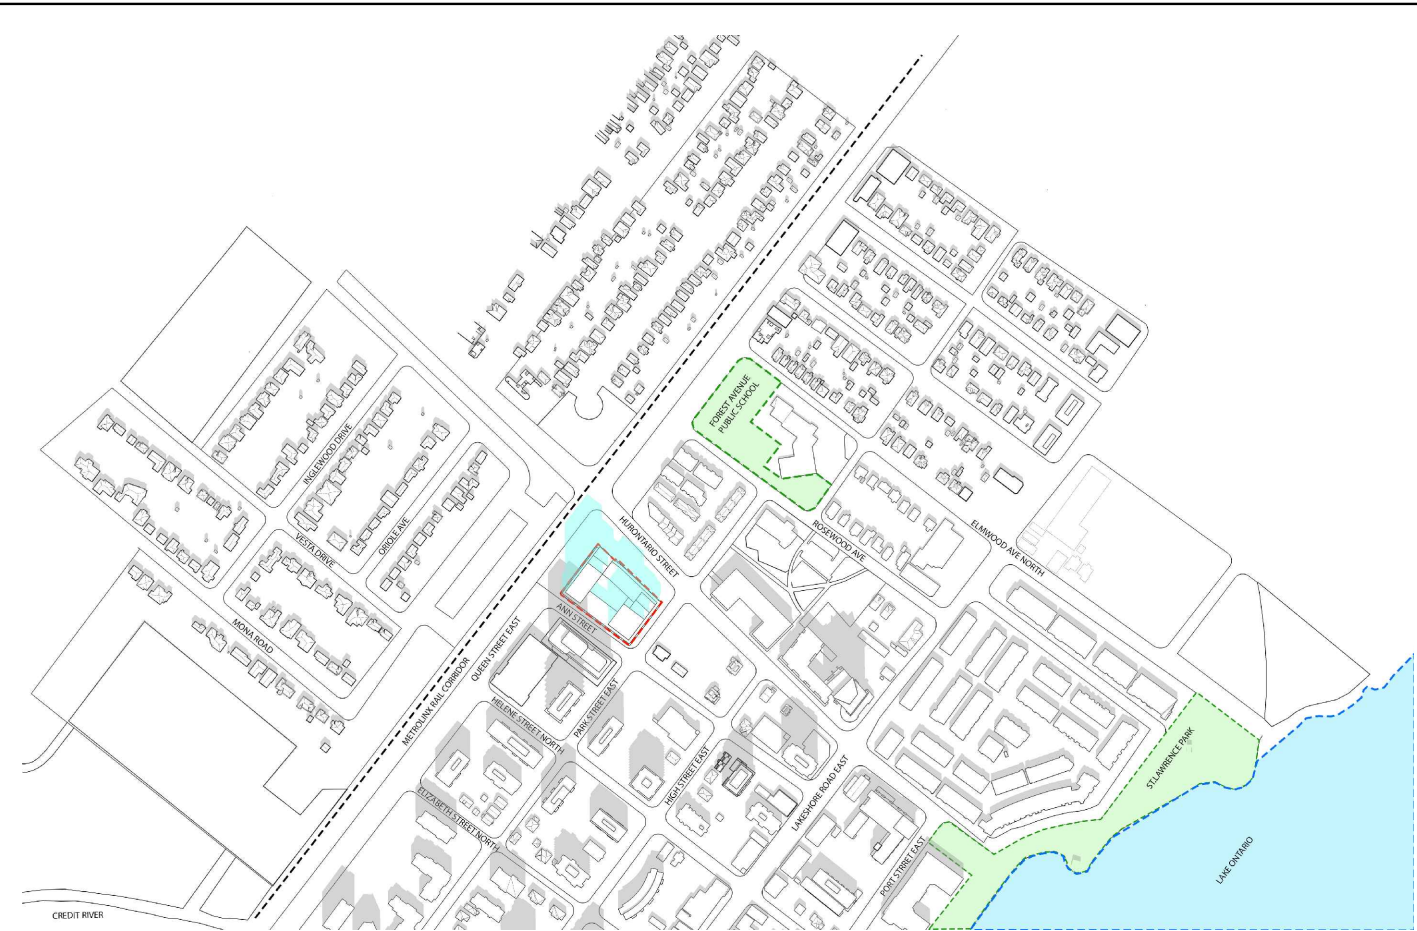 FOREST AVENUE
PUBLIC SCHOOL
INGLEWOOD DRIVE
ORIOLE AVE
VESTA DRIVE
HURONTARIO STREET
ROSEWOOD AVE
ELMWOOD AVE NORTH
ANN STREET
MONA ROAD
QUEEN STREET EAST
METROLINX RAIL CORRIDOR
HELENE STREET NORTH
PARK STREET EAST
HIGH STREET EAST
ELIZABETH STREET NORTH
LAKESHORE ROAD EAST
ST.LAWRENCE PARK
PORT STRRET EAST
LAKE ONTARIO
CREDIT RIVER